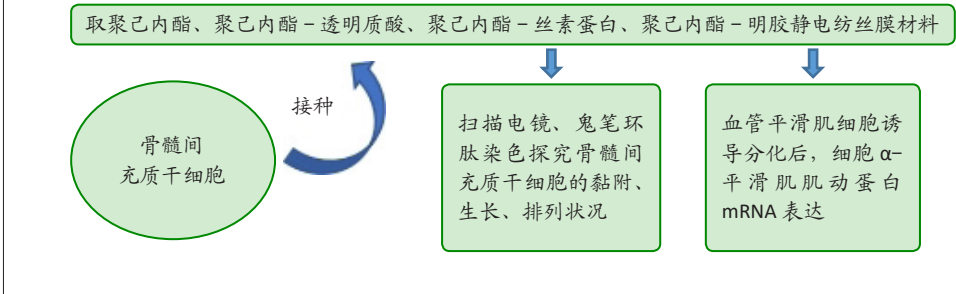 取聚己内酯、聚己内酯-透明质酸、聚己内酯-丝素蛋白、聚己内酯-明胶静电纺丝膜材料
接种
骨髓间
充质干细胞
扫描电镜、鬼笔环
肽染色探究骨髓间
充质干细胞的黏附、
生长、排列状况
血管平滑肌细胞诱
导分化后，细胞α-
平滑肌肌动蛋白
mRNA表达